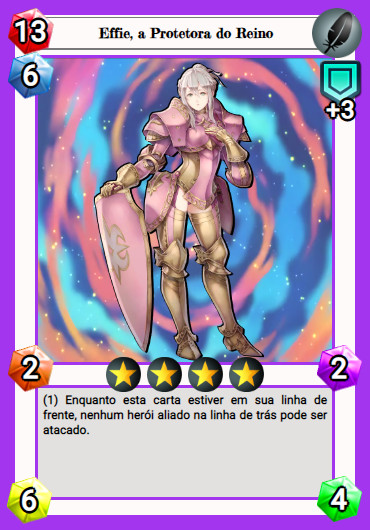 13
Effie, a Protetora do Reino
6
+3
2
2
(1) Enquanto esta carta estiver em sua linha de
frente, nenhum herói aliado na linha de trás pode ser
atacado.
6
4